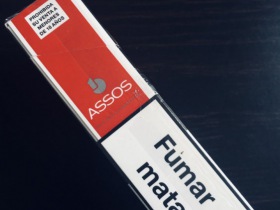 PROHIBIDA
SU VENTA A
MENORES
DE 18 AÑOS
ASSOS
Fumar
mata